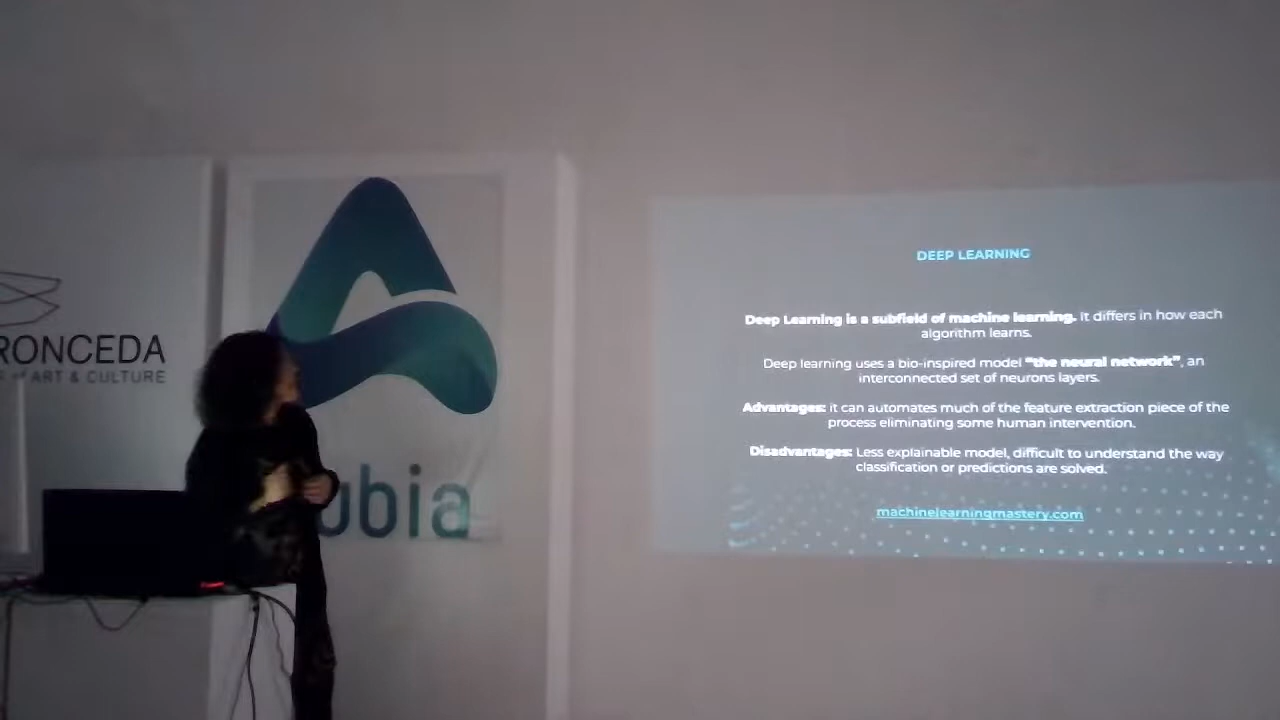 RONCEDA
of ART & CULTURE
ubia
DEEP LEARNING
Deep Learning is a subfield of machine learning. It differs in how each
algorithm learns.
Deep learning uses a bio-inspired model “the neural network”, an
interconnected set of neurons layers.
Advantages: it can automates much of the feature extraction piece of the
process eliminating some human intervention.
Disadvantages: Less explainable model, difficult to understand the way
classification or predictions are solved.
machinelearningmastery.com